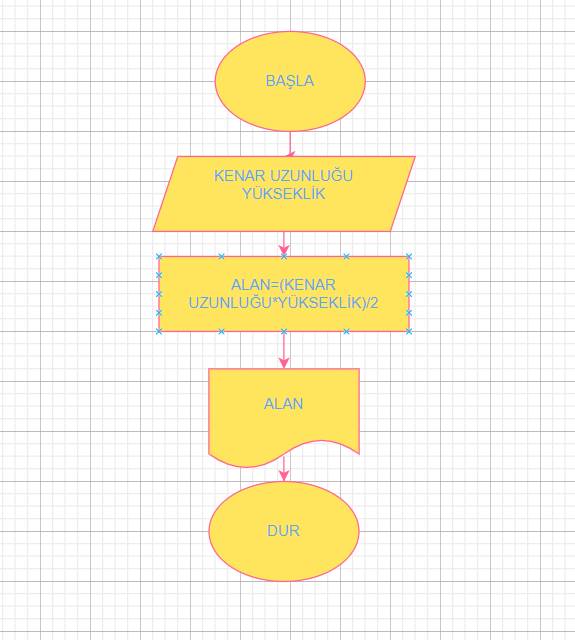 BAŞLA
KENAR UZUNLUĞU
YÜKSEKLİK
ALAN=(KENAR
UZUNLUĞU*YÜKSEKLİK)/2
ALAN
DUR